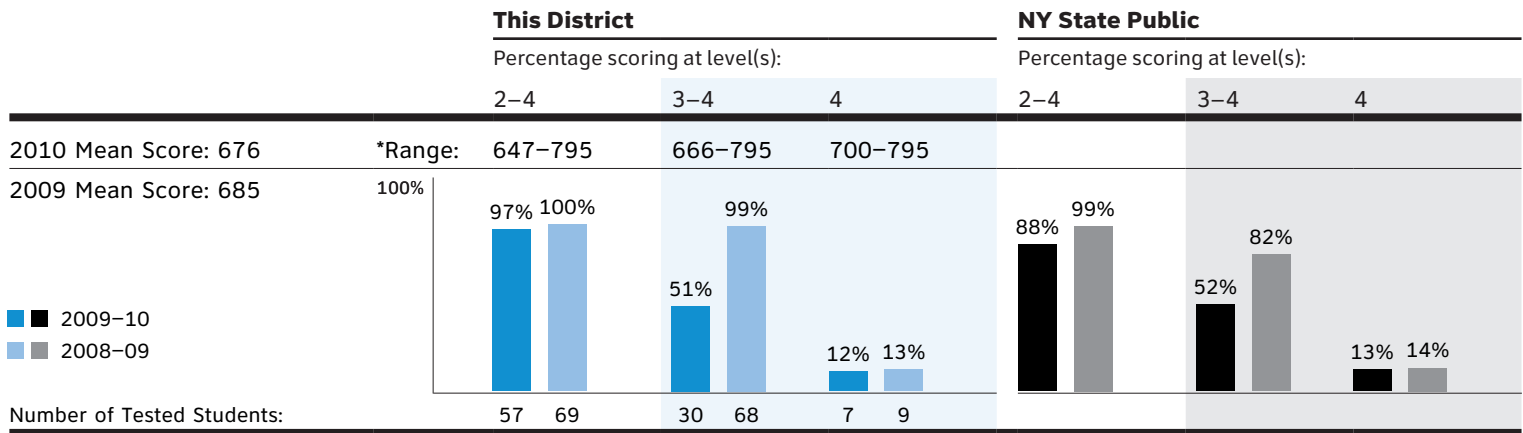 This District NY State Public
Percentage scoring at level(s): Percentage scoring at level(s):
2–4 3–4 4 2–4 3–4 4
2010 Mean Score: 676 *Range: 647–795 666–795 700–795
2009 Mean Score: 685 100%
97% 100% 99% 88% 99%
51% 52% 82%
12% 13% 13% 14%
2009–10
2008–09
Number of Tested Students: 57 69 30 68 7 9